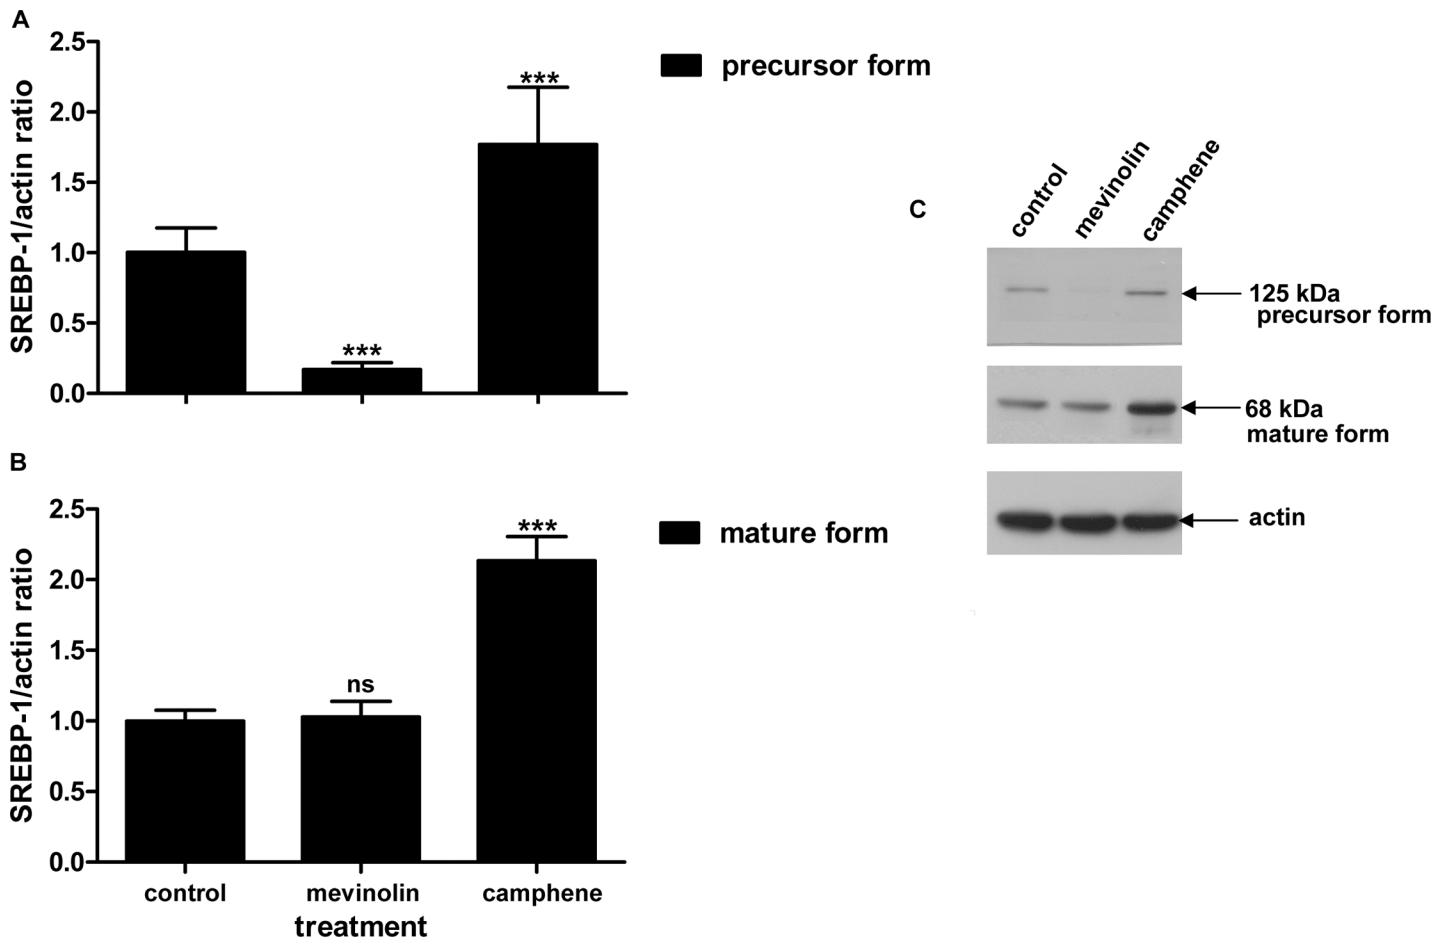 A
2.5
2.0
1.5
1.0
0.5
0.0
SREBP-1/actin ratio
***
***
precursor form
B
2.5
2.0
1.5
1.0
0.5
0.0
SREBP-1/actin ratio
ns
***
mature form
control
mevinolin
camphene
treatment
C
control
mevinolin
camphene
125 kDa
precursor form
68 kDa
mature form
actin